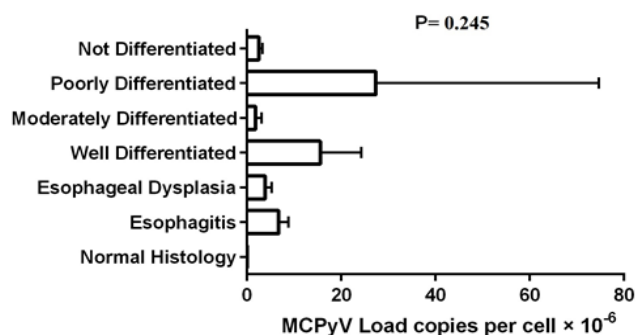 P= 0.245
Not Differentiated
Poorly Differentiated
Moderately Differentiated
Well Differentiated
Esophageal Dysplasia
Esophagitis
Normal Histology
0 20 40 60 80
MCPyV Load copies per cell × 10⁻⁶